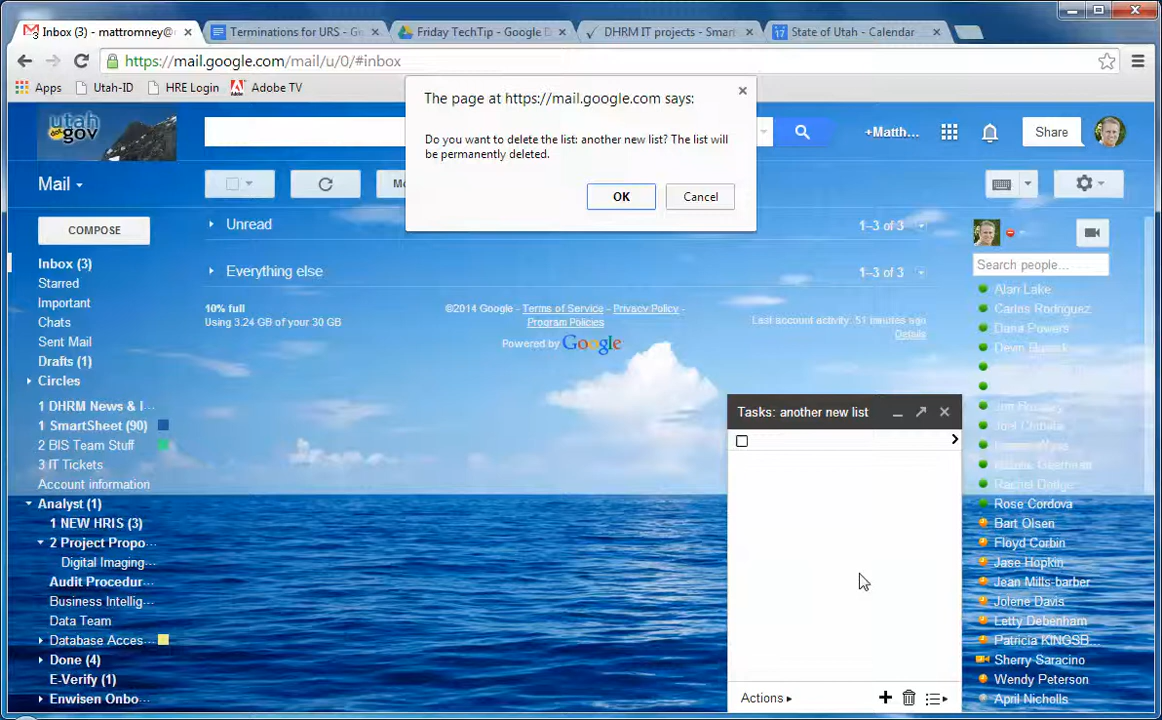 Inbox (3) - mattromney@
Terminations for URS - G
Friday TechTip - Google D
DHRM IT projects - Smart
State of Utah - Calendar
https://mail.google.com/mail/u/0/#inbox
Apps
Utah-ID
HRE Login
Adobe TV
The page at https://mail.google.com says:
Do you want to delete the list: another new list? The list will
be permanently deleted.
OK
Cancel
utah
gov
+Matth...
Share
Mail
Mo
COMPOSE
Unread
1–3 of 3
Everything else
1–3 of 3
Inbox (3)
Starred
Important
Chats
Sent Mail
Drafts (1)
Circles
1 DHRM News & I...
1 SmartSheet (90)
2 BIS Team Stuff
3 IT Tickets
Account information
Analyst (1)
1 NEW HRIS (3)
2 Project Propo...
Digital Imaging...
Audit Procedur...
Business Intellig...
Data Team
Database Acces...
Done (4)
E-Verify (1)
Enwisen Onbo...
10% full
Using 3.24 GB of your 30 GB
©2014 Google - Terms of Service - Privacy Policy -
Program Policies
Powered by Google
Last account activity: 51 minutes ago
Details
Tasks: another new list
Actions
Search people...
Alan Lake
Carlos Rodriguez
Dana Powers
Rose Cordova
Bart Olsen
Floyd Corbin
Jase Hopkin
Jean Mills-barber
Jolene Davis
Letty Debenham
Patricia KINGSB...
Sherry Saracino
Wendy Peterson
April Nicholls